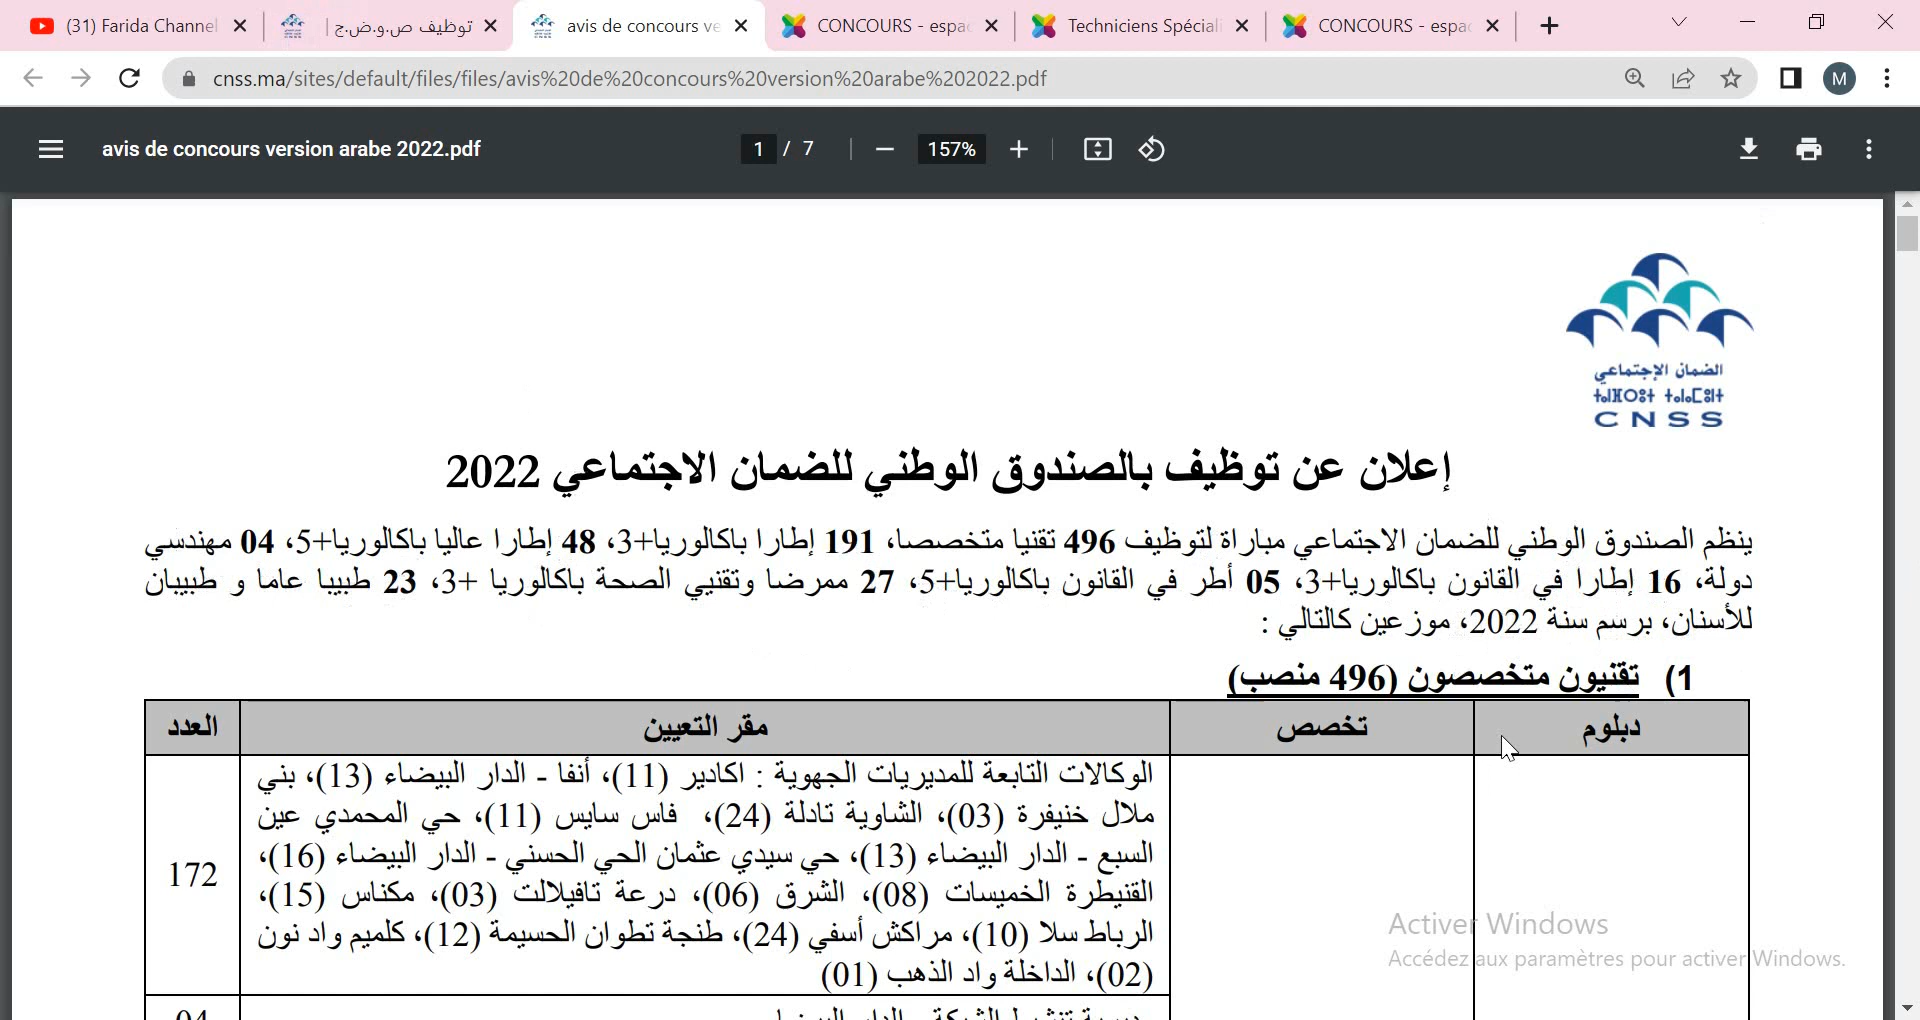 (31) Farida Channel
توظيف ص.و.ض.ج |
avis de concours ve
CONCOURS - espac
Techniciens Spéciali
CONCOURS - espac
cnss.ma/sites/default/files/files/avis%20de%20concours%20version%20arabe%202022.pdf
M
avis de concours version arabe 2022.pdf
1 / 7
157%
الضمان الإجتماعي
ⵜⴰⵏⴼⵔⵓⵜ ⵜⴰⵏⴰⵎⵓⵏⵜ
CNSS
إعلان عن توظيف بالصندوق الوطني للضمان الاجتماعي 2022
ينظم الصندوق الوطني للضمان الاجتماعي مباراة لتوظيف 496 تقنيا متخصصا، 191 إطارا باكالوريا+3، 48 إطارا عاليا باكالوريا+5، 04 مهندسي
دولة، 16 إطارا في القانون باكالوريا+3، 05 أطر في القانون باكالوريا+5، 27 ممرضا وتقنيي الصحة باكالوريا +3، 23 طبيبا عاما و طبيبان
للأسنان، برسم سنة 2022، موزعين كالتالي :
1) تقنيون متخصصون (496 منصب)
دبلوم
تخصص
مقر التعيين
العدد
الوكالات التابعة للمديريات الجهوية : اكادير (11)، أنفا - الدار البيضاء (13)، بني
ملال خنيفرة (03)، الشاوية تادلة (24)، فاس سايس (11)، حي المحمدي عين
السبع - الدار البيضاء (13)، حي سيدي عثمان الحي الحسني - الدار البيضاء (16)،
القنيطرة الخميسات (08)، الشرق (06)، درعة تافيلالت (03)، مكناس (15)،
الرباط سلا (10)، مراكش أسفي (24)، طنجة تطوان الحسيمة (12)، كلميم واد نون
(02)، الداخلة واد الذهب (01)
172
04
Activer Windows
Accédez aux paramètres pour activer Windows.